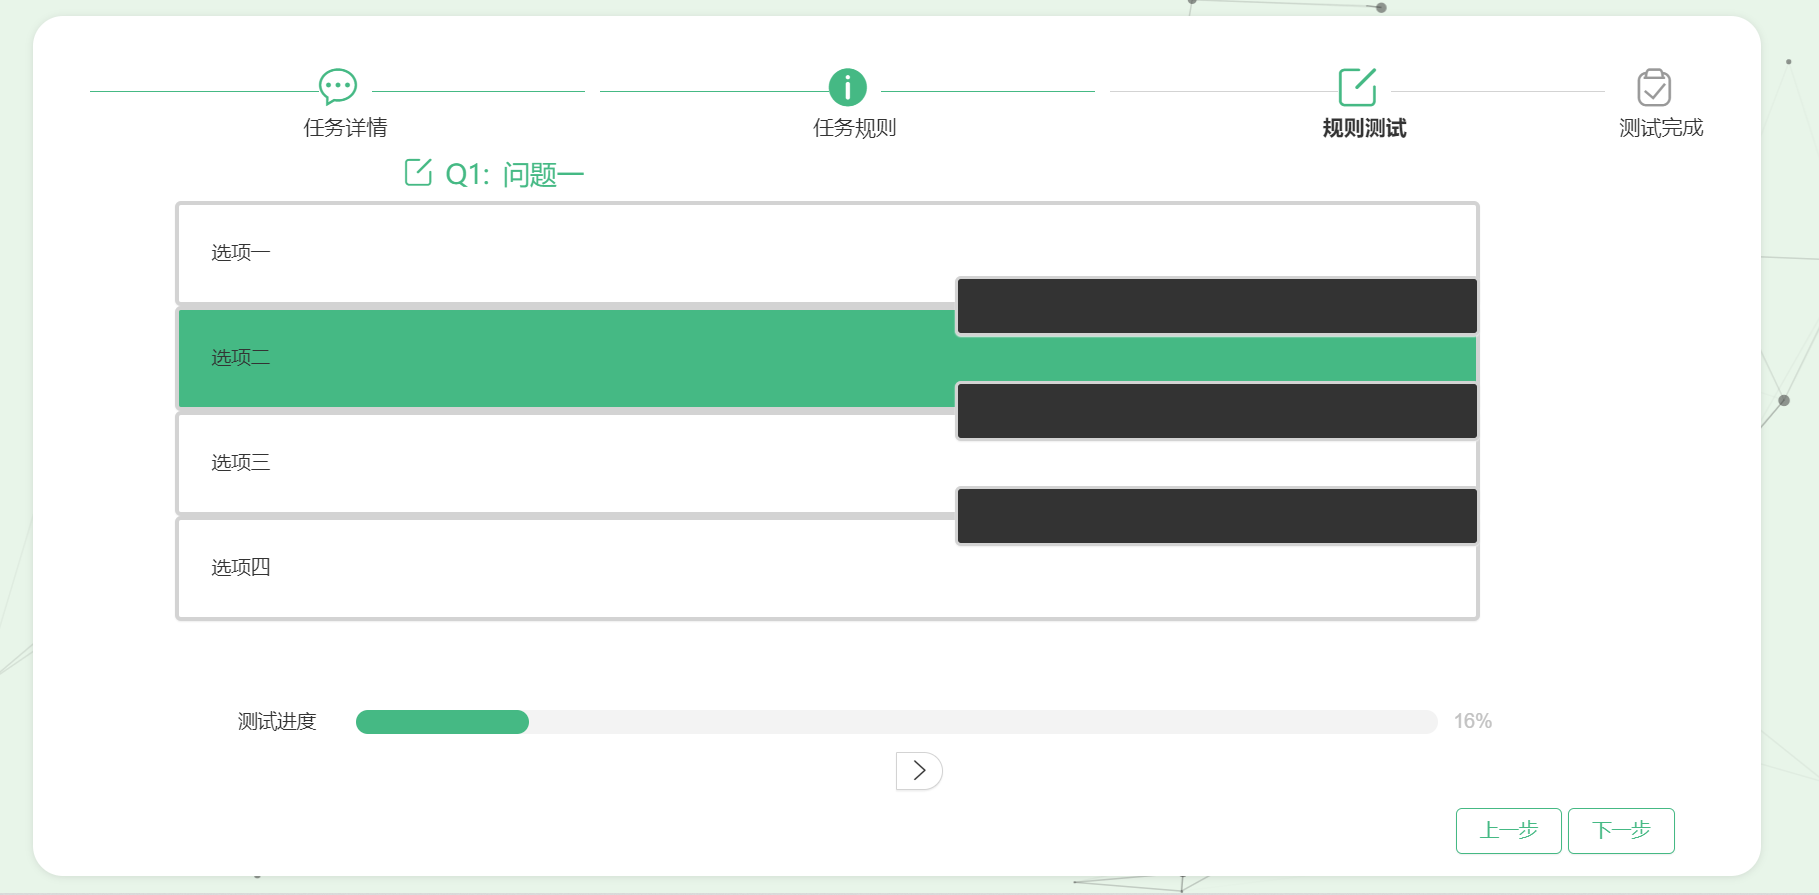 任务详情
任务规则
规则测试
测试完成
Q1: 问题一
选项一
选项二
选项三
选项四
测试进度
16%
上一步
下一步